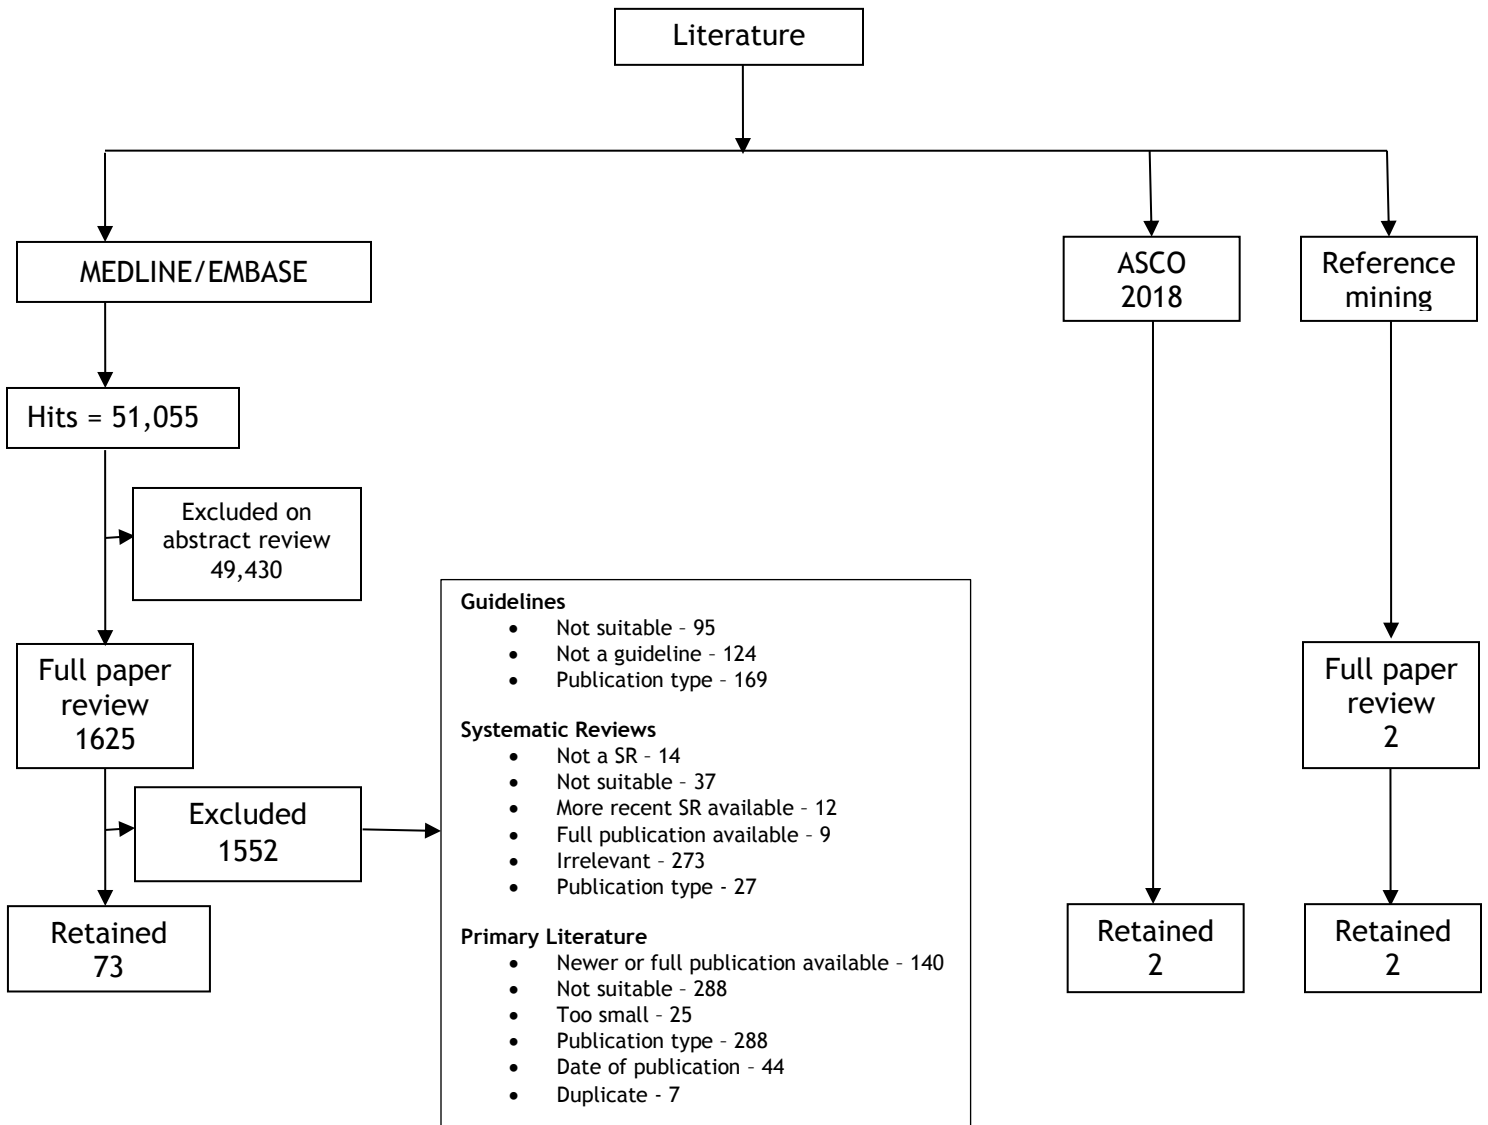 Literature
MEDLINE/EMBASE
ASCO
2018
Reference
mining
Hits = 51,055
Excluded on
abstract review
49,430
Full paper
review
1625
Excluded
1552
Retained
73
Guidelines
• Not suitable – 95
• Not a guideline – 124
• Publication type – 169
Systematic Reviews
• Not a SR – 14
• Not suitable – 37
• More recent SR available – 12
• Full publication available – 9
• Irrelevant – 273
• Publication type - 27
Primary Literature
• Newer or full publication available – 140
• Not suitable – 288
• Too small – 25
• Publication type – 288
• Date of publication – 44
• Duplicate - 7
Retained
2
Full paper
review
2
Retained
2